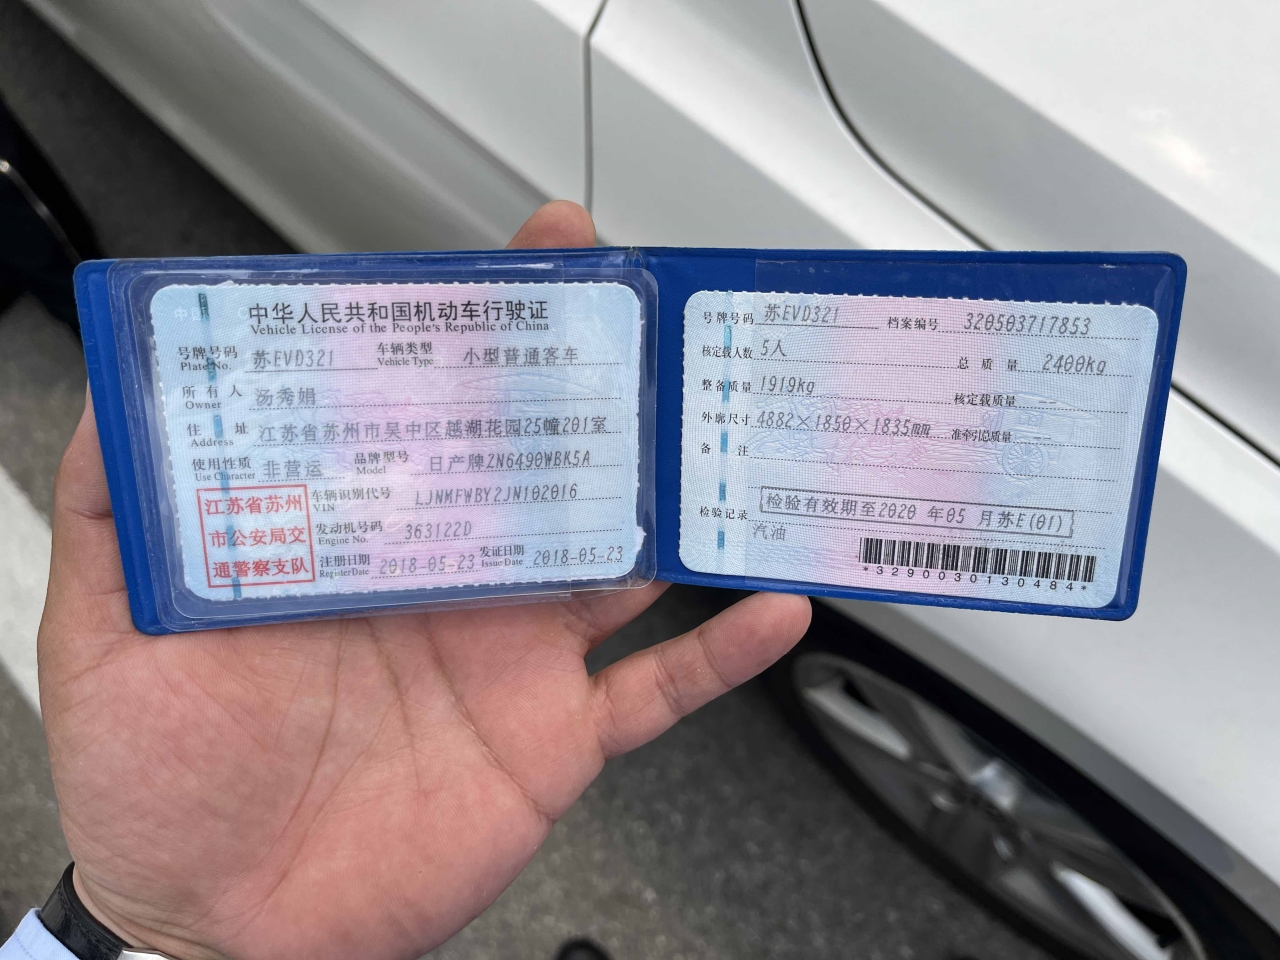 中华人民共和国机动车行驶证
Vehicle License of the People's Republic of China
号牌号码 Plate No. 苏EVD321 车辆类型 Vehicle Type 小型普通客车
所有人 Owner 汤秀娟
住址 Address 江苏省苏州市吴中区越湖花园25幢201室
使用性质 Use Character 非营运 品牌型号 Model 日产牌ZN6490WBK5A
江苏省苏州
市公安局交
通警察支队
车辆识别代号 VIN LJNMFWBY2JN102016
发动机号码 Engine No. 363122D
注册日期 Register Date 2018-05-23 发证日期 Issue Date 2018-05-23
号牌号码 苏EVD321 档案编号 320503717853
核定载人数 5人 总质量 2400kg
整备质量 1919kg 核定载质量 --
外廓尺寸 4882×1850×1835mm 准牵引总质量 --
备注
检验记录 检验有效期至2020年05月苏E(01)
汽油
*3290030130484*